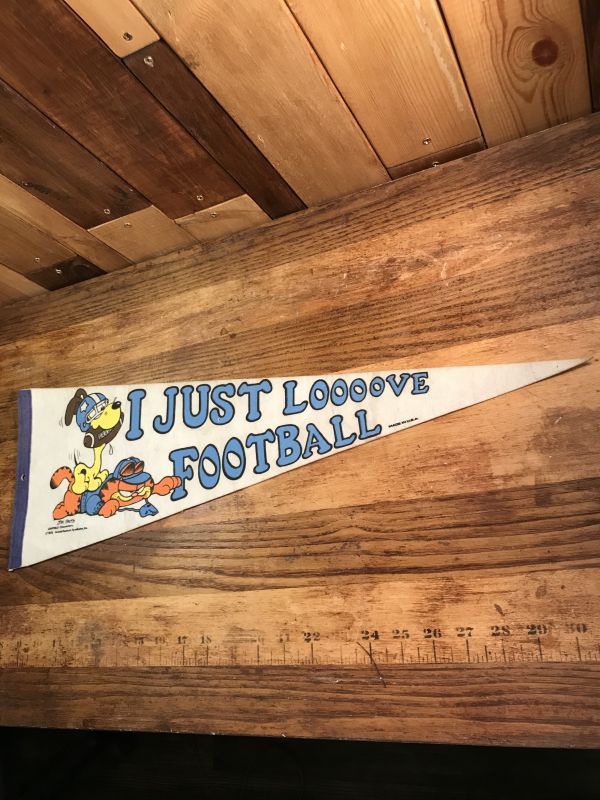 I JUST LOOOOVE
FOOTBALL
MADE IN U.S.A.
JIM DAVIS
17 18 22 24 25 26 27 28 29 30